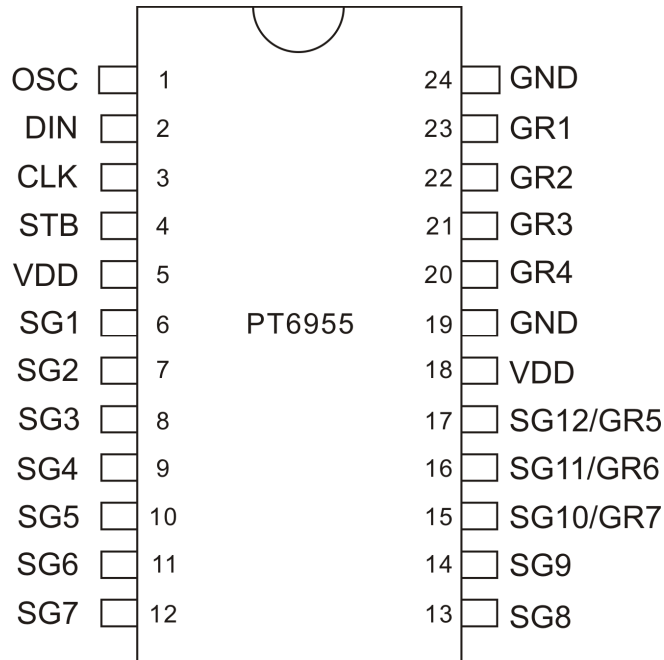 OSC 1 24 GND
DIN 2 23 GR1
CLK 3 22 GR2
STB 4 21 GR3
VDD 5 20 GR4
SG1 6 PT6955 19 GND
SG2 7 18 VDD
SG3 8 17 SG12/GR5
SG4 9 16 SG11/GR6
SG5 10 15 SG10/GR7
SG6 11 14 SG9
SG7 12 13 SG8